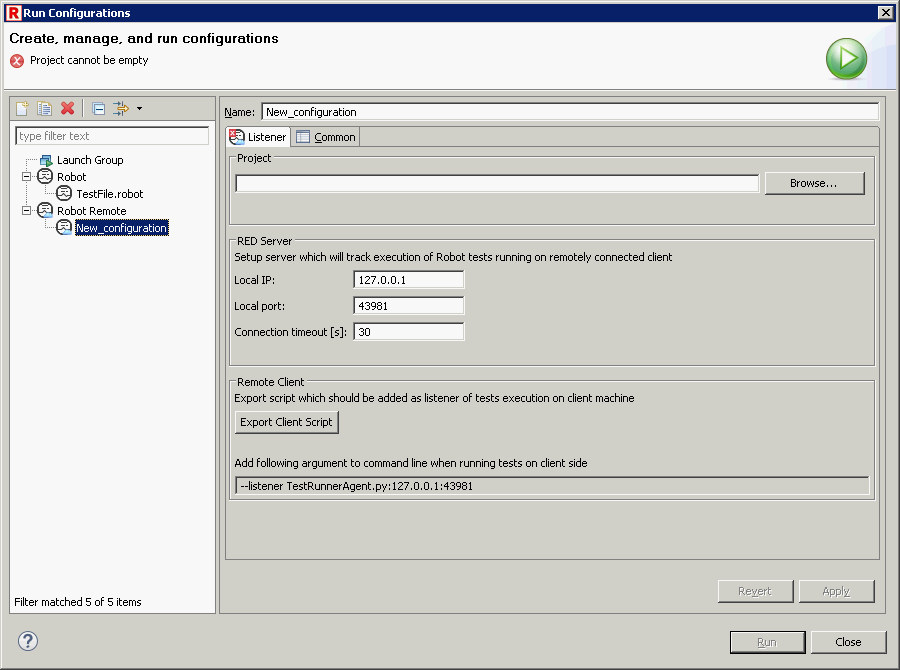 Run Configurations
Create, manage, and run configurations
Project cannot be empty
type filter text
Launch Group
Robot
TestFile.robot
Robot Remote
New_configuration
Filter matched 5 of 5 items
Name: New_configuration
Listener Common
Project
Browse...
RED Server
Setup server which will track execution of Robot tests running on remotely connected client
Local IP: 127.0.0.1
Local port: 43981
Connection timeout [s]: 30
Remote Client
Export script which should be added as listener of tests execution on client machine
Export Client Script
Add following argument to command line when running tests on client side
--listener TestRunnerAgent.py:127.0.0.1:43981
Revert Apply
Run Close